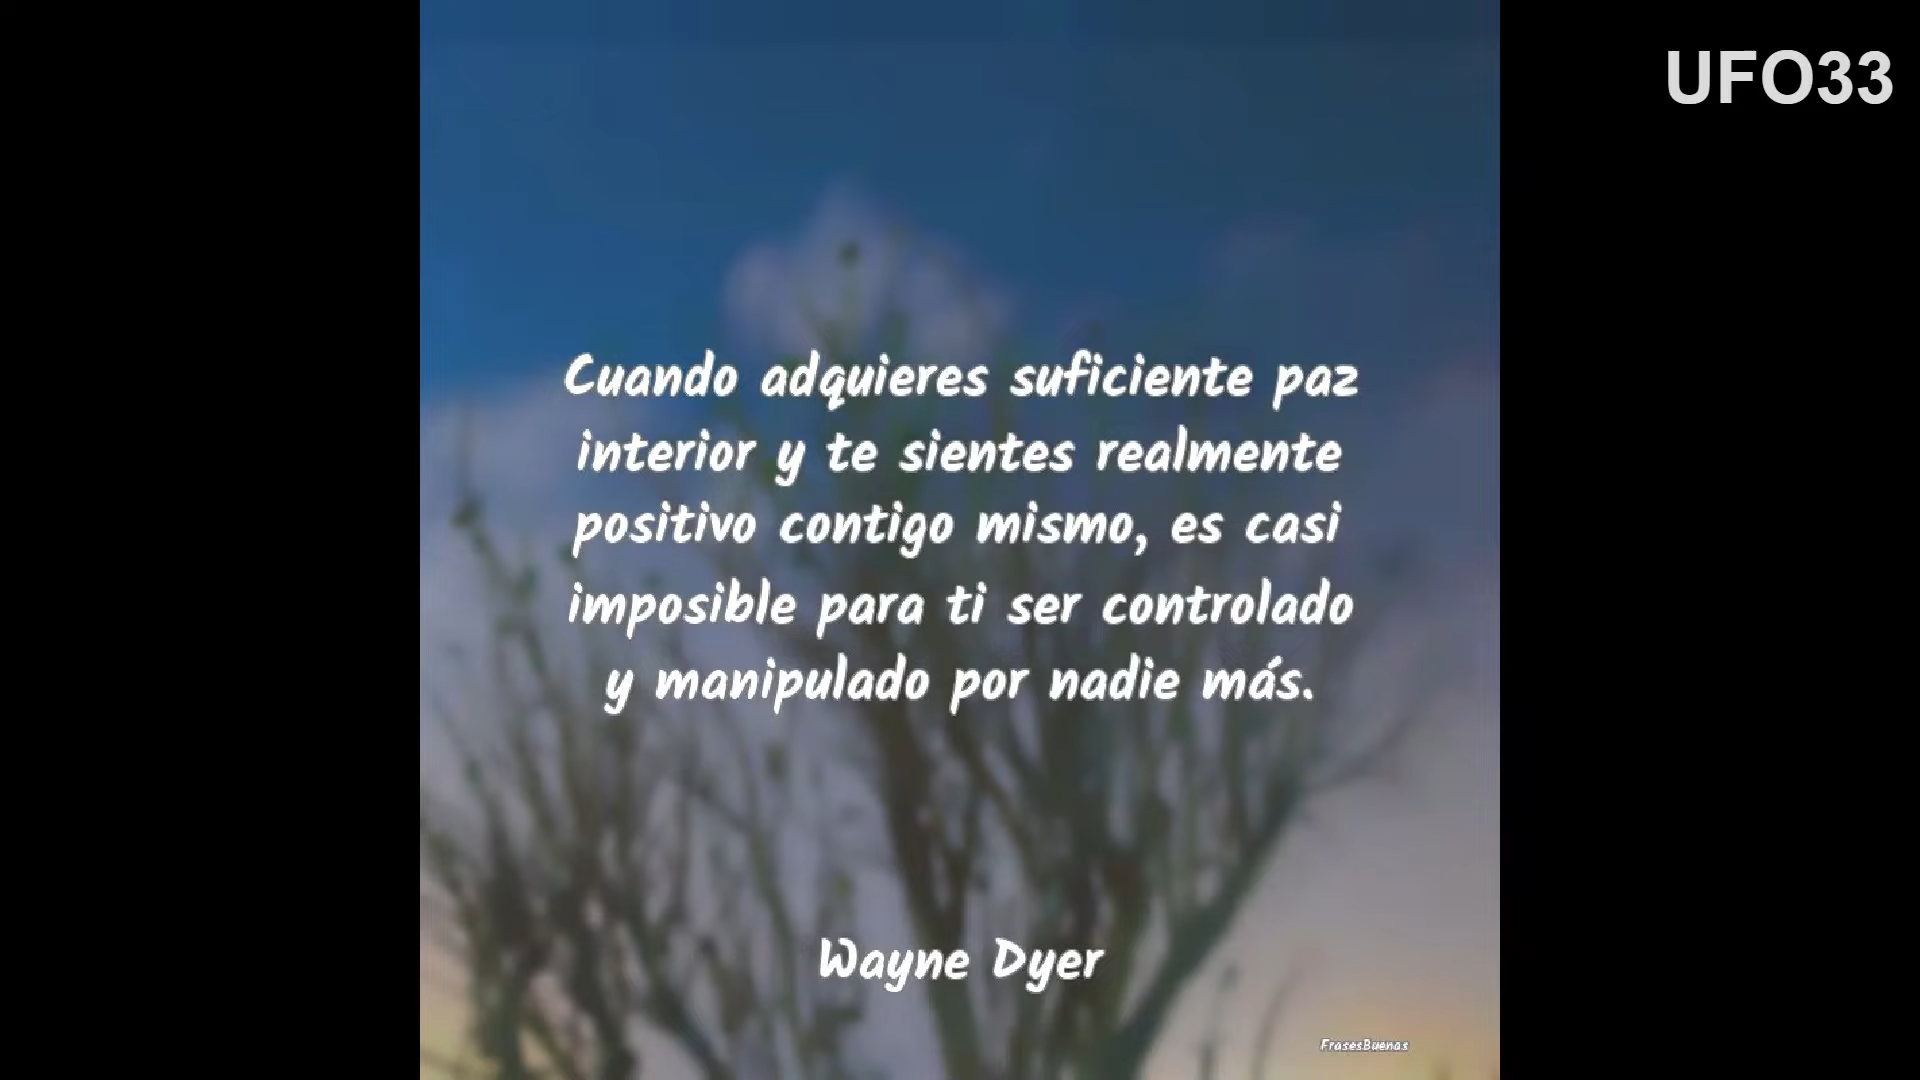 UFO33
Cuando adquieres suficiente paz
interior y te sientes realmente
positivo contigo mismo, es casi
imposible para ti ser controlado
y manipulado por nadie más.
Wayne Dyer
FrasesBuenas